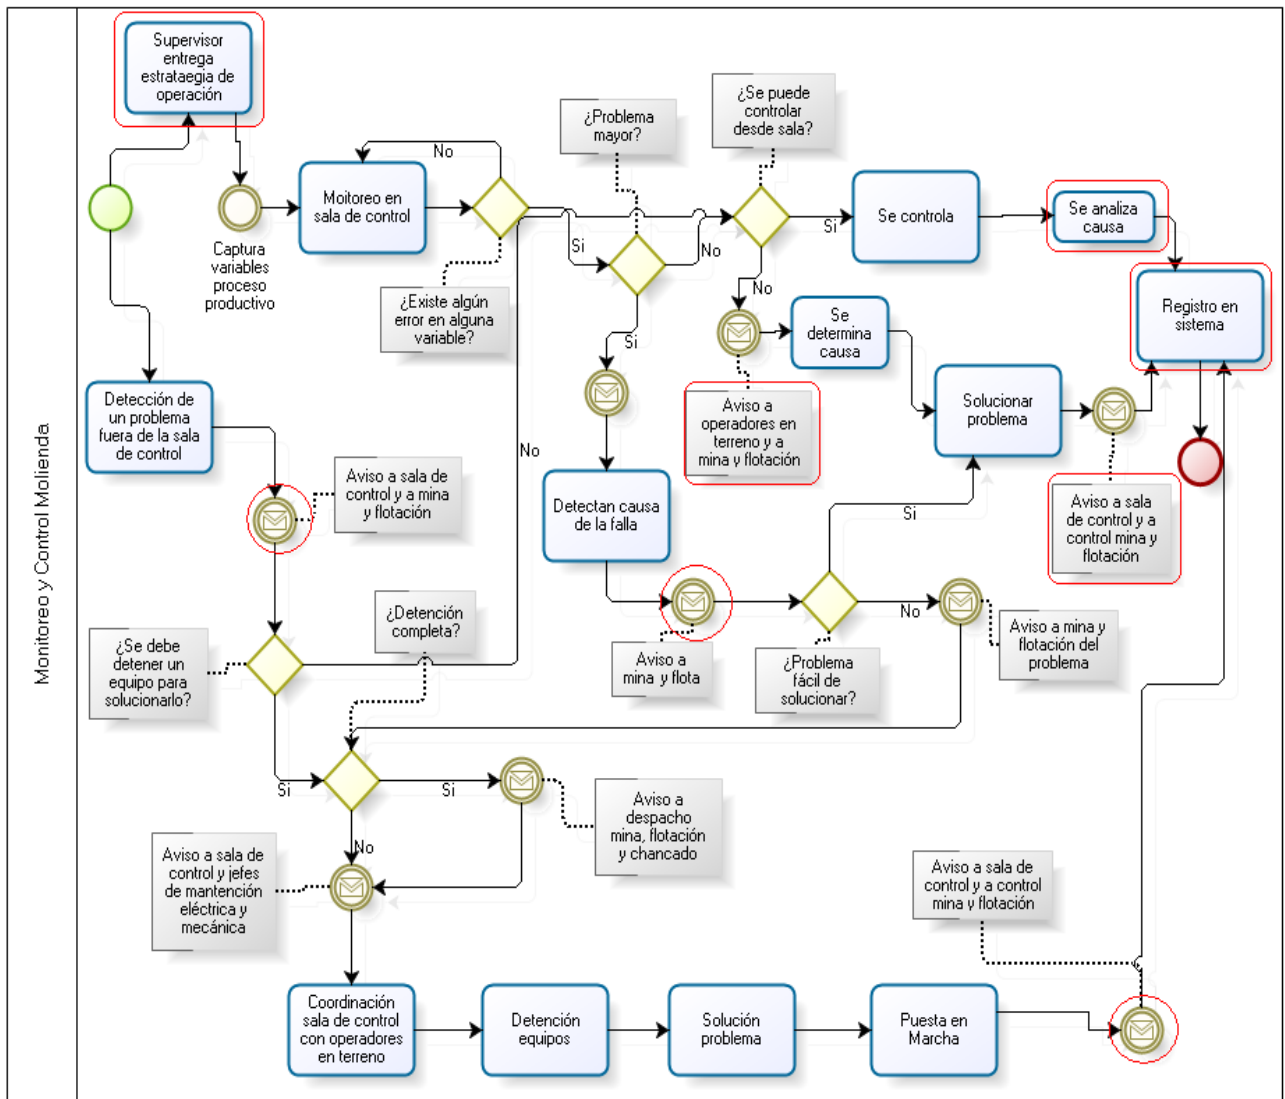 Monitoreo y Control Molienda
Supervisor
entrega
estrataegia de
operación
¿Problema
mayor?
¿Se puede
controlar
desde sala?
No
Moitoreo en
sala de control
Captura
variables
proceso
productivo
¿Existe algún
error en alguna
variable?
Si
No
Si
Se controla
Se analiza
causa
Registro en
sistema
No
Si
Se
determina
causa
Aviso a
operadores en
terreno y a
mina y flotación
Solucionar
problema
Aviso a sala
de control y a
control mina y
flotación
Detección de
un problema
fuera de la sala
de control
No
Aviso a sala de
control y a mina
y flotación
Detectan causa
de la falla
Si
No
Aviso a
mina y flota
¿Problema
fácil de
solucionar?
Aviso a mina y
flotación del
problema
¿Detención
completa?
¿Se debe
detener un
equipo para
solucionarlo?
Si
Si
No
Aviso a
despacho
mina, flotación
y chancado
Aviso a sala de
control y jefes
de mantención
eléctrica y
mecánica
Aviso a sala de
control y a control
mina y flotación
Coordinación
sala de control
con operadores
en terreno
Detención
equipos
Solución
problema
Puesta en
Marcha